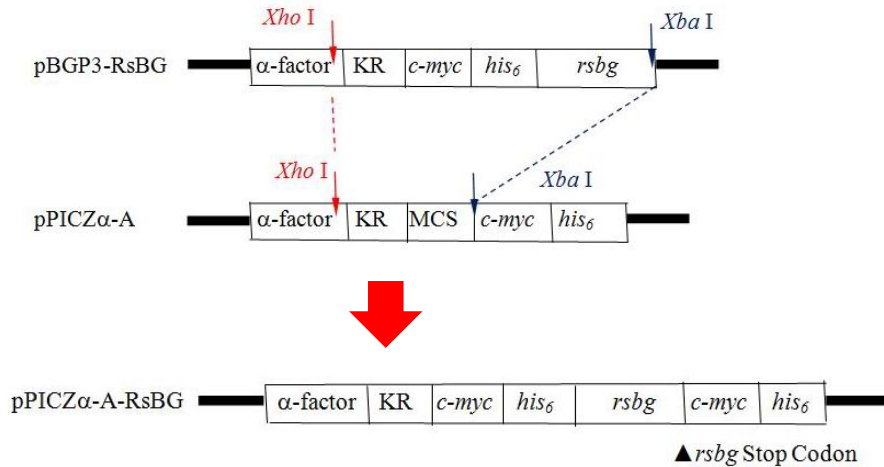 Xho I Xba I
pBGP3-RsBG α-factor KR c-myc his6 rsbg
Xho I Xba I
pPICZα-A α-factor KR MCS c-myc his6
pPICZα-A-RsBG α-factor KR c-myc his6 rsbg c-myc his6
▲rsbg Stop Codon